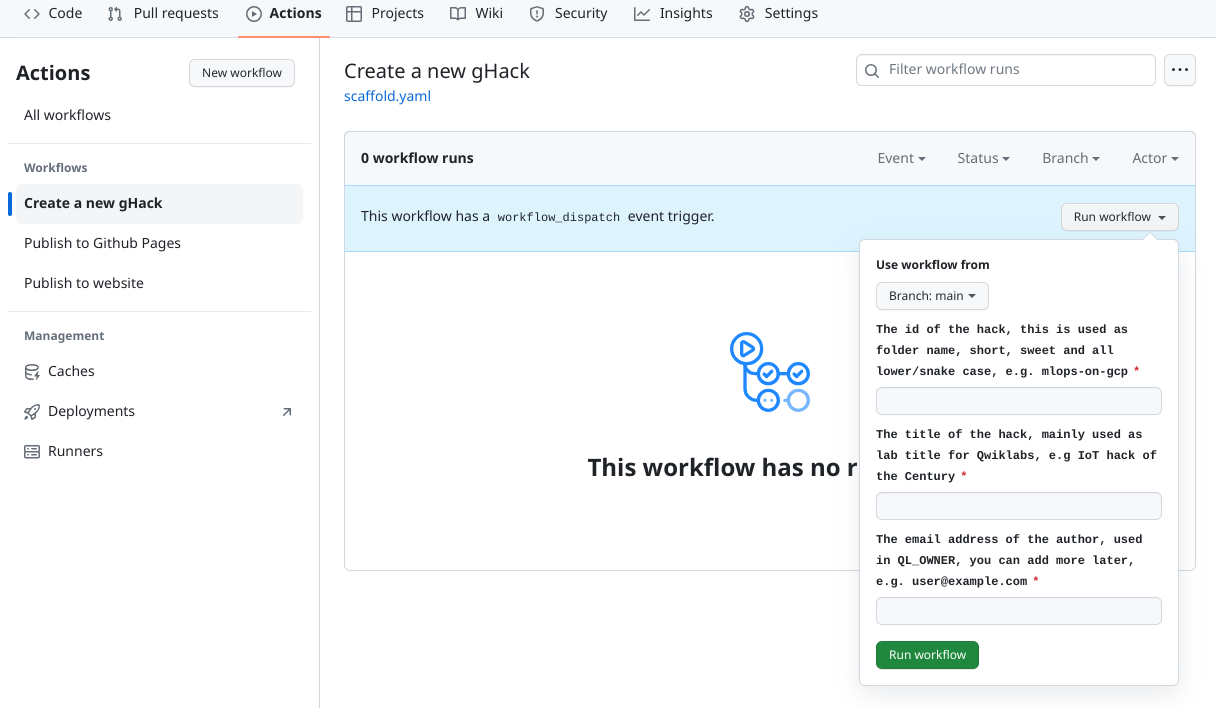 Code Pull requests Actions Projects Wiki Security Insights Settings
Actions
New workflow
All workflows
Workflows
Create a new gHack
Publish to Github Pages
Publish to website
Management
Caches
Deployments
Runners
Create a new gHack
scaffold.yaml
Filter workflow runs
0 workflow runs
Event Status Branch Actor
This workflow has a workflow_dispatch event trigger.
Run workflow
This workflow has no r
Use workflow from
Branch: main
The id of the hack, this is used as
folder name, short, sweet and all
lower/snake case, e.g. mlops-on-gcp *
The title of the hack, mainly used as
lab title for Qwiklabs, e.g IoT hack of
the Century *
The email address of the author, used
in QL_OWNER, you can add more later,
e.g. user@example.com *
Run workflow